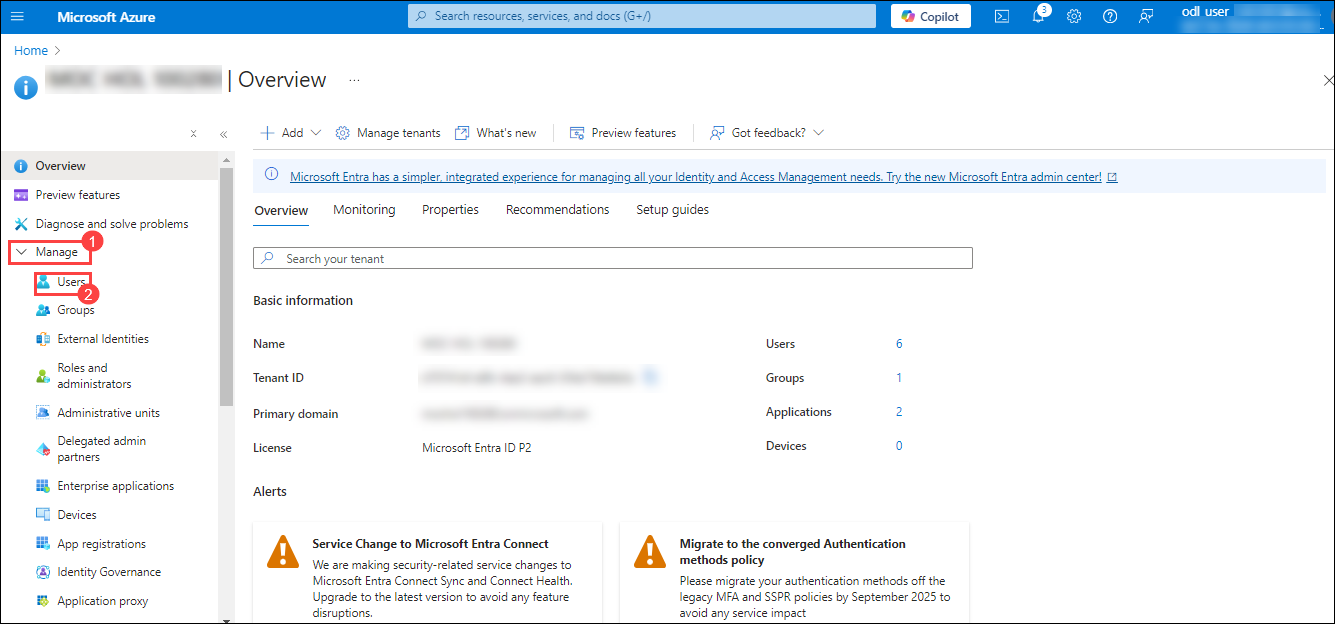 Microsoft Azure
Search resources, services, and docs (G+/)
Copilot
3
odl_user
Home
| Overview
...
Add
Manage tenants
What's new
Preview features
Got feedback?
Overview
Preview features
Diagnose and solve problems
Manage
1
Users
2
Groups
External Identities
Roles and
administrators
Administrative units
Delegated admin
partners
Enterprise applications
Devices
App registrations
Identity Governance
Application proxy
Microsoft Entra has a simpler, integrated experience for managing all your Identity and Access Management needs. Try the new Microsoft Entra admin center!
Overview
Monitoring
Properties
Recommendations
Setup guides
Search your tenant
Basic information
Name
Users
6
Tenant ID
Groups
1
Primary domain
Applications
2
License
Microsoft Entra ID P2
Devices
0
Alerts
Service Change to Microsoft Entra Connect
We are making security-related service changes to
Microsoft Entra Connect Sync and Connect Health.
Upgrade to the latest version to avoid any feature
disruptions.
Migrate to the converged Authentication
methods policy
Please migrate your authentication methods off the
legacy MFA and SSPR policies by September 2025 to
avoid any service impact